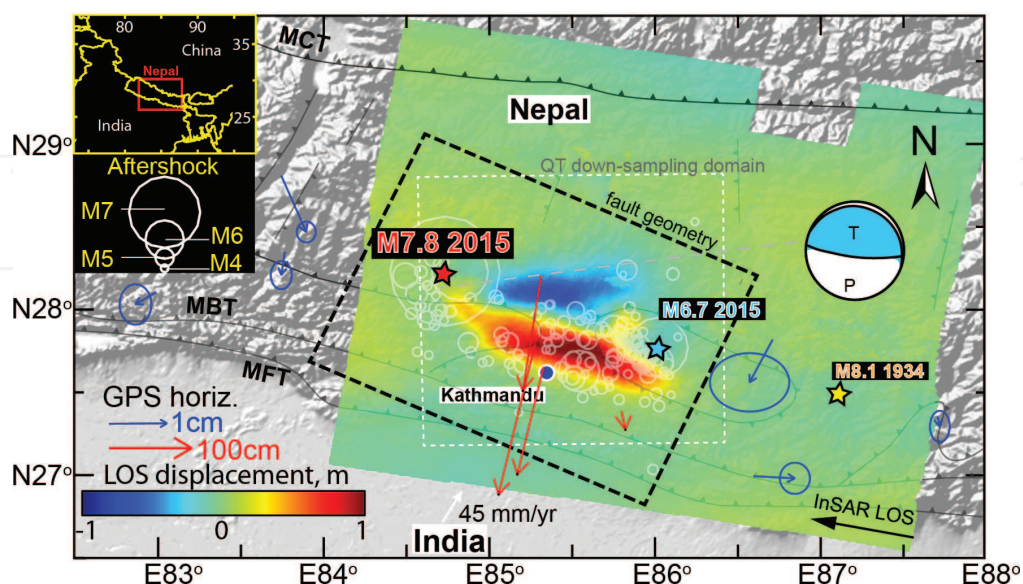 80
90
China
35
Nepal
India
25
Aftershock
M7
M6
M5
M4
MCT
Nepal
N
QT down-sampling domain
fault geometry
M7.8 2015
T
P
M6.7 2015
M8.1 1934
MBT
MFT
Kathmandu
GPS horiz.
1cm
100cm
LOS displacement, m
-1
0
1
45 mm/yr
India
InSAR LOS
N29°
N28°
N27°
E83°
E84°
E85°
E86°
E87°
E88°